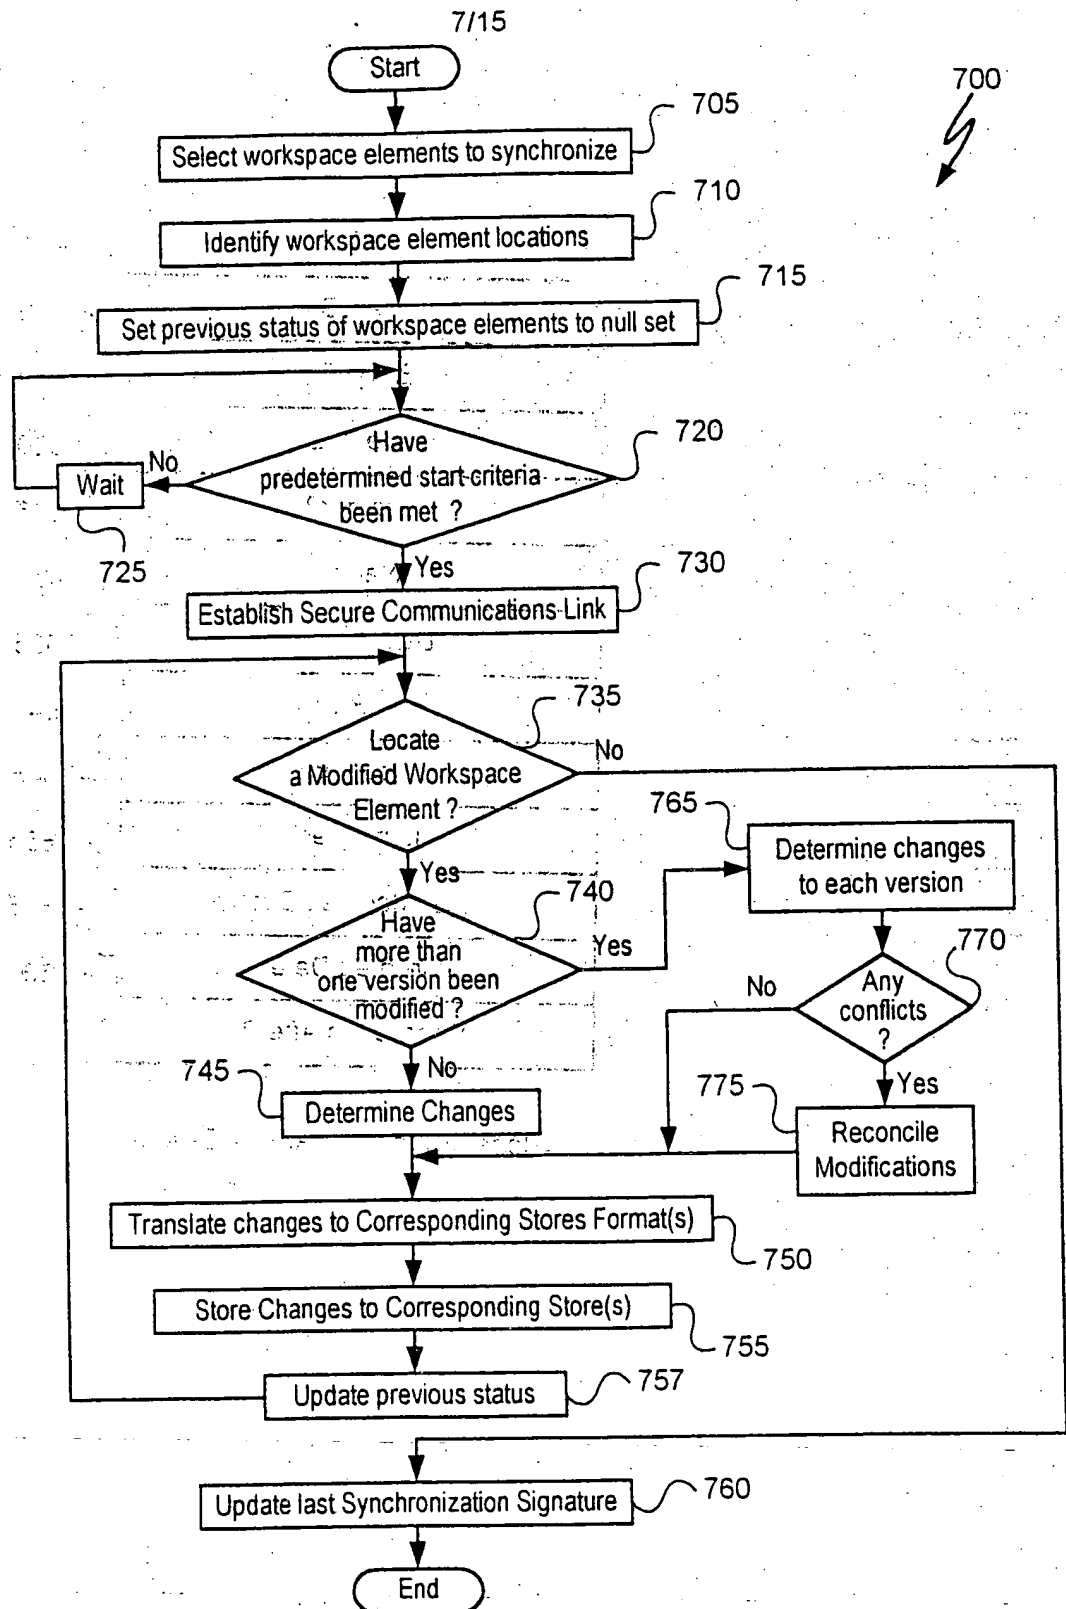 7/15
Start
700
705
Select workspace elements to synchronize
710
Identify workspace element locations
715
Set previous status of workspace elements to null set
720
Have
predetermined start criteria
been met ?
No
Wait
725
Yes
730
Establish Secure Communications Link
735
Locate
a Modified Workspace
Element ?
No
Yes
740
Have
more than
one version been
modified ?
Yes
765
Determine changes
to each version
770
Any
conflicts
?
No
Yes
775
Reconcile
Modifications
No
745
Determine Changes
Translate changes to Corresponding Stores Format(s)
750
Store Changes to Corresponding Store(s)
755
Update previous status
757
Update last Synchronization Signature
760
End